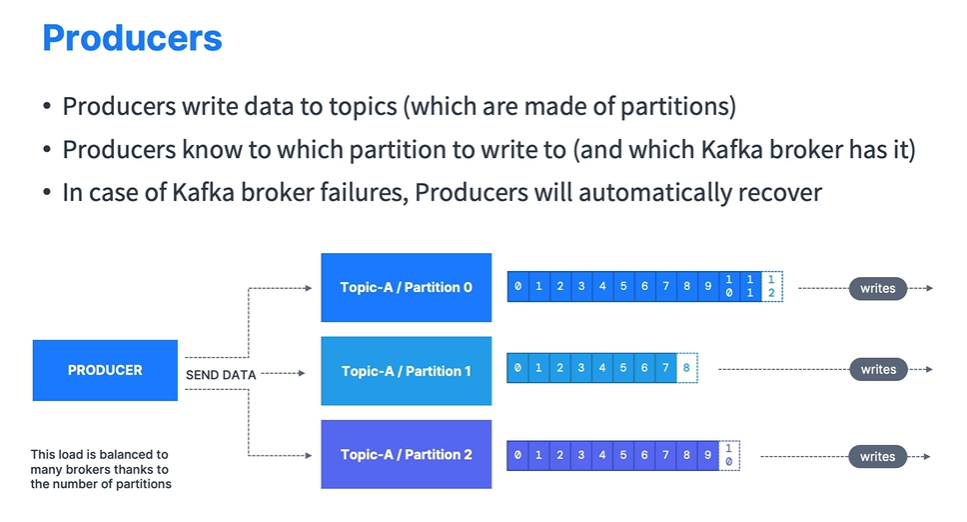 Producers
• Producers write data to topics (which are made of partitions)
• Producers know to which partition to write to (and which Kafka broker has it)
• In case of Kafka broker failures, Producers will automatically recover
Topic-A / Partition 0
0 1 2 3 4 5 6 7 8 9 10 11 12
writes
PRODUCER
SEND DATA
Topic-A / Partition 1
0 1 2 3 4 5 6 7 8
writes
This load is balanced to
many brokers thanks to
the number of partitions
Topic-A / Partition 2
0 1 2 3 4 5 6 7 8 9 10
writes